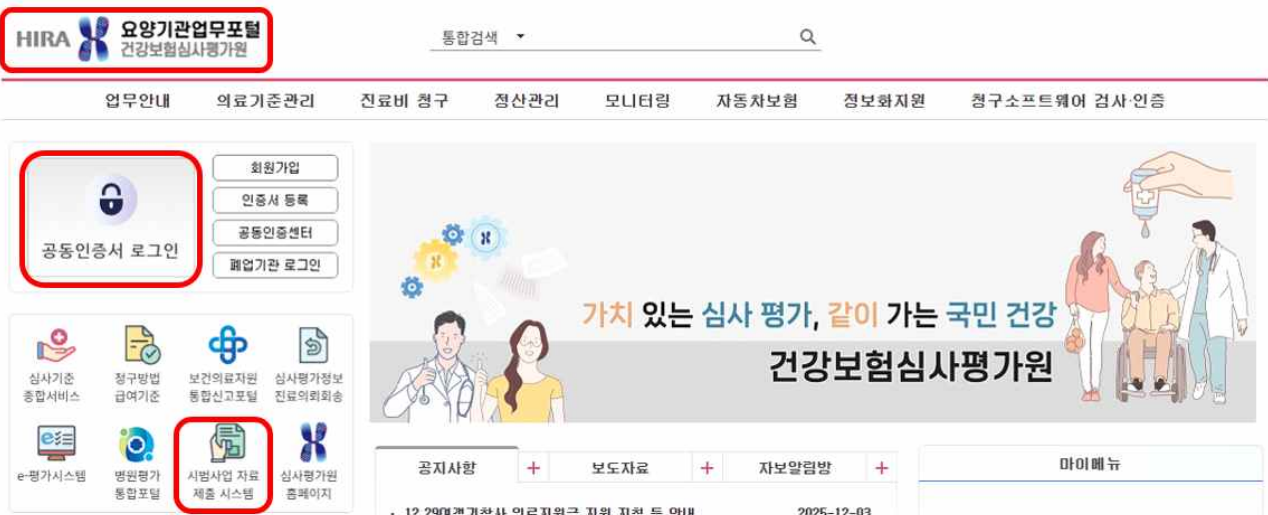 HIRA 요양기관업무포털
건강보험심사평가원
통합검색
업무안내 의료기준관리 진료비 청구 정산관리 모니터링 자동차보험 정보화지원 청구소프트웨어 검사·인증
공동인증서 로그인
회원가입
인증서 등록
공동인증센터
폐업기관 로그인
가치 있는 심사 평가, 같이 가는 국민 건강
건강보험심사평가원
심사기준
종합서비스
청구방법
급여기준
보건의료자원
통합신고포털
심사평가정보
진료의뢰회송
e-평가시스템
병원평가
통합포털
시범사업 자료
제출 시스템
심사평가원
홈페이지
공지사항 + 보도자료 + 자보알림방 +
마이메뉴
2025-12-03